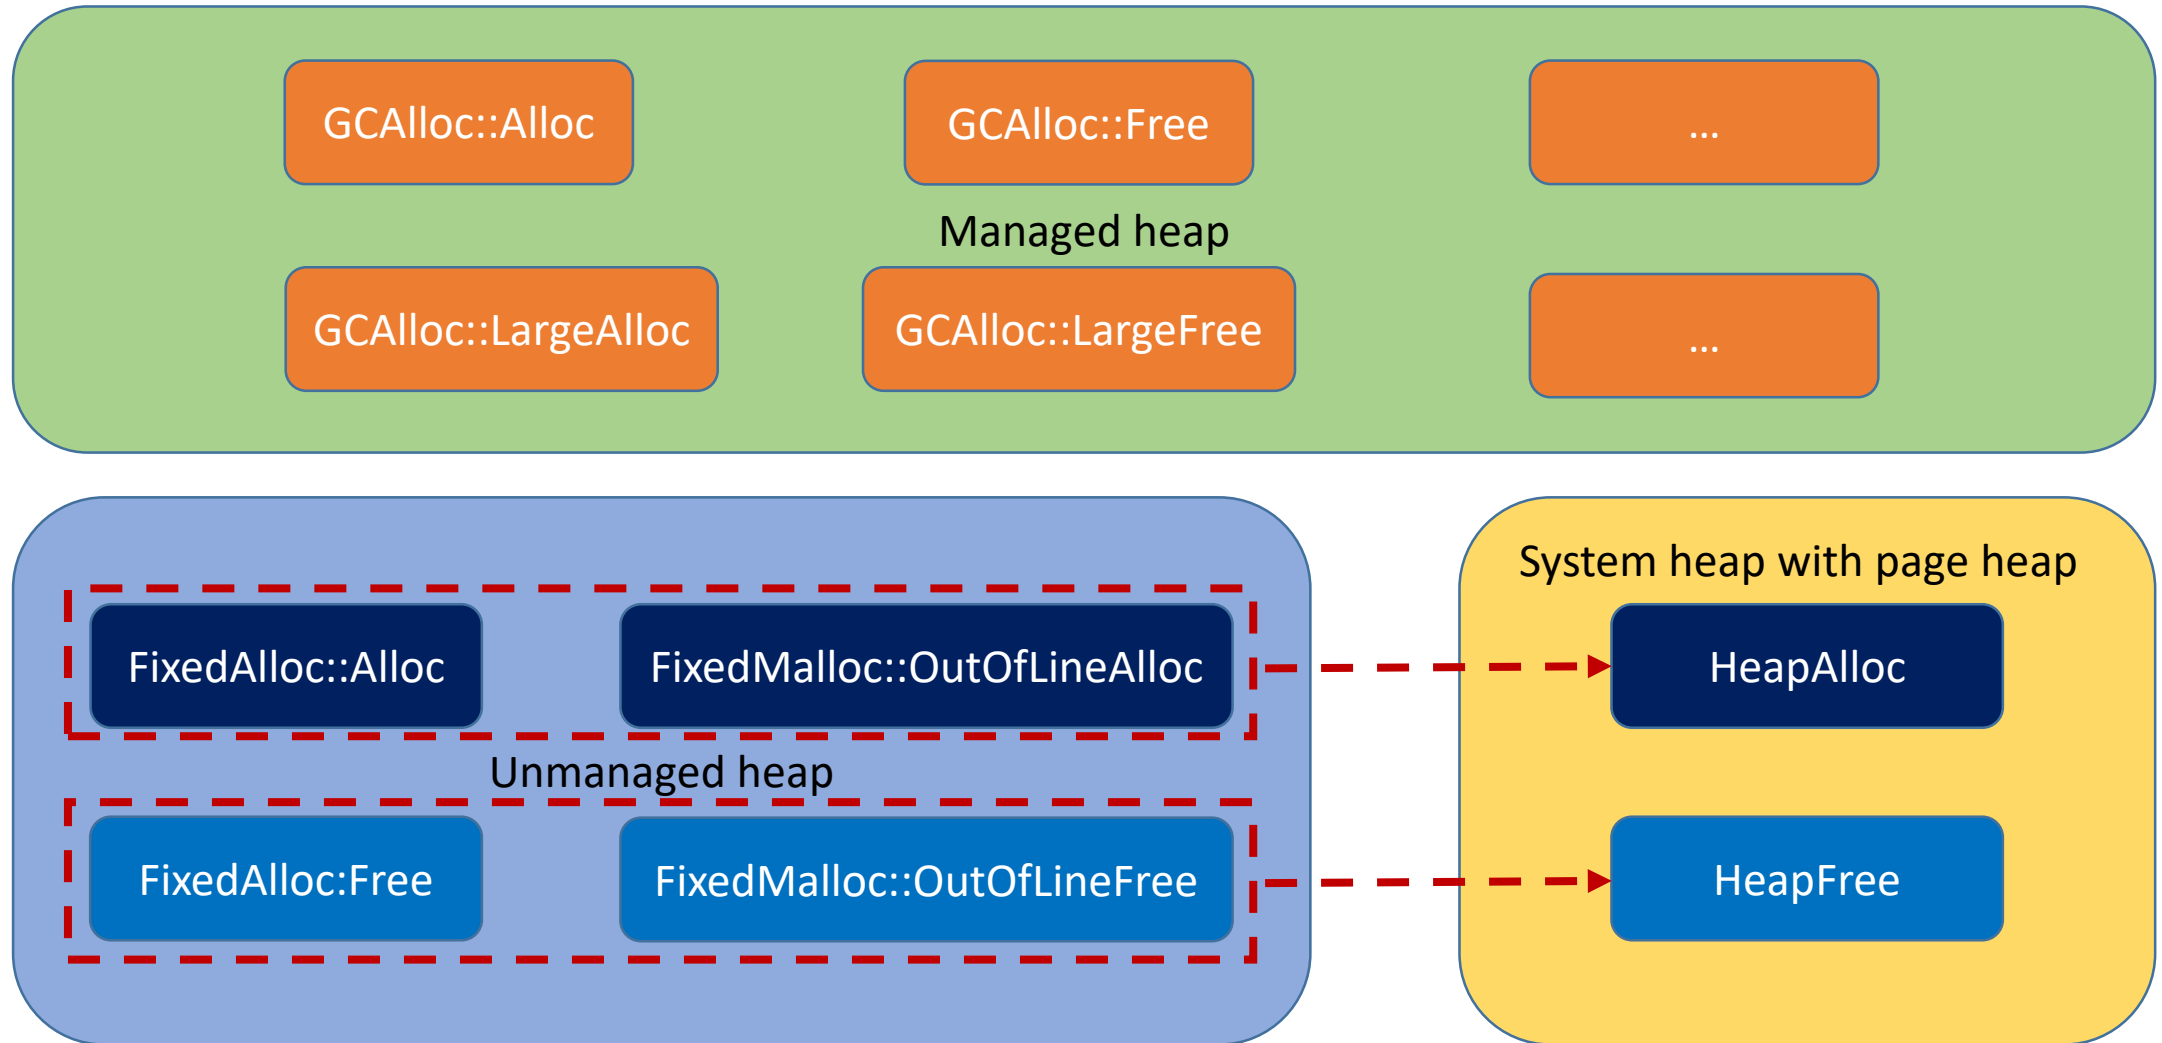 GCAlloc::Alloc
GCAlloc::Free
...
Managed heap
GCAlloc::LargeAlloc
GCAlloc::LargeFree
...
System heap with page heap
FixedAlloc::Alloc
FixedMalloc::OutOfLineAlloc
HeapAlloc
Unmanaged heap
FixedAlloc:Free
FixedMalloc::OutOfLineFree
HeapFree